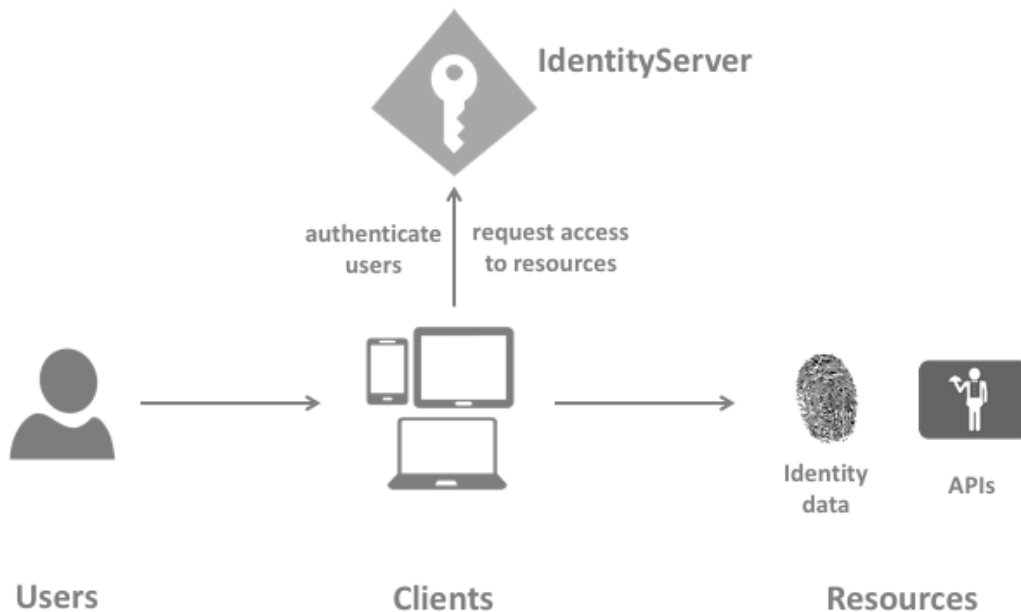 IdentityServer
authenticate
users
request access
to resources
Identity
data
APIs
Users
Clients
Resources